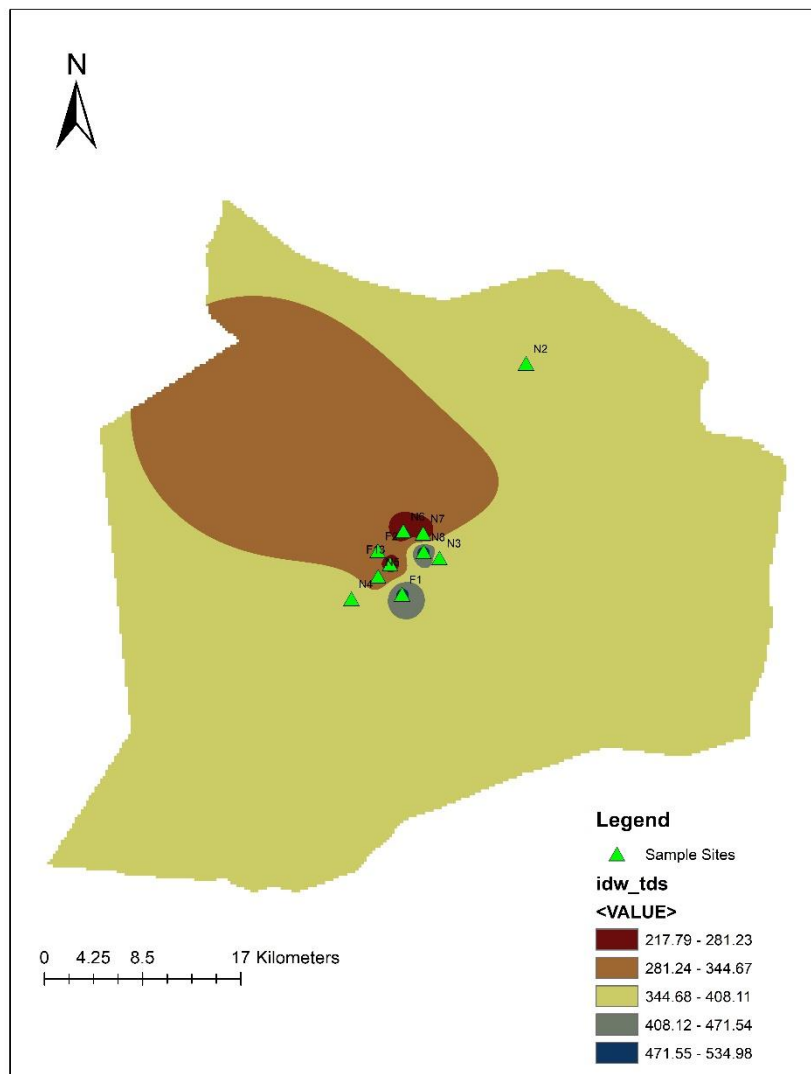 N
N2
N6
N7
N8
N3
F13
N4
F1
Legend
Sample Sites
idw_tds
<VALUE>
217.79 - 281.23
281.24 - 344.67
344.68 - 408.11
408.12 - 471.54
471.55 - 534.98
0 4.25 8.5 17 Kilometers